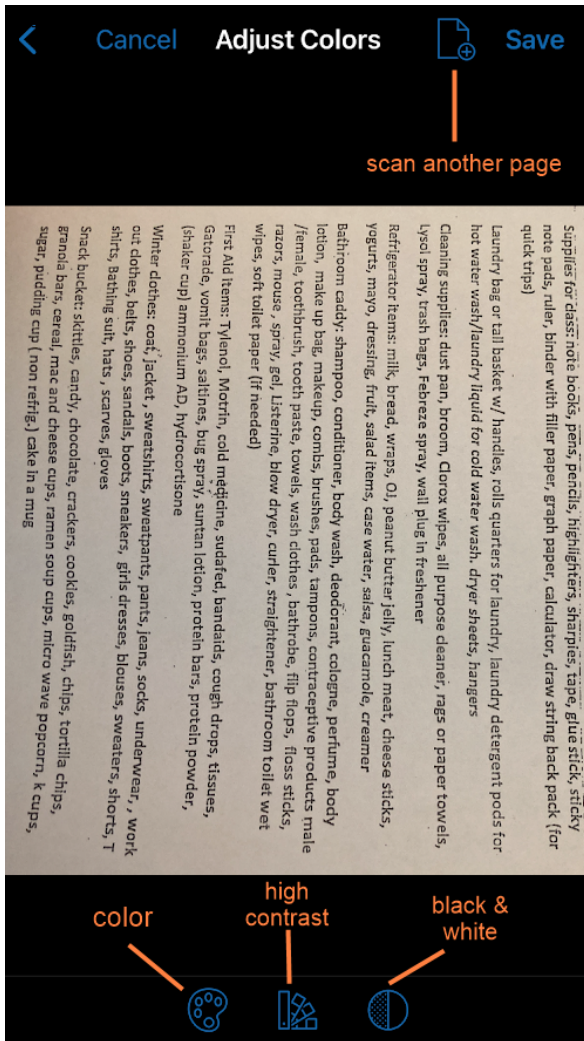 Cancel
Adjust Colors
Save
scan another page
Supplies for class: note books, pens, pencils, highlighters, sharpies, tape, glue stick, sticky
note pads, ruler, binder with filler paper, graph paper, calculator, draw string back pack (for
quick trips)
Laundry bag or tall basket w/ handles, rolls quarters for laundry, laundry detergent pods for
hot water wash/laundry liquid for cold water wash. dryer sheets, hangers
Cleaning supplies: dust pan, broom, Clorox wipes, all purpose cleaner, rags or paper towels,
Lysol spray, trash bags, Febreze spray, wall plug in freshener
Refrigerator items: milk, bread, wraps, OJ, peanut butter jelly, lunch meat, cheese sticks,
yogurts, mayo, dressing, fruit, salad items, case water, salsa, guacamole, creamer
Bathroom caddy: shampoo, conditioner, body wash, deodorant, cologne, perfume, body
lotion, make up bag, makeup, combs, brushes, pads, tampons, contraceptive products male
/female, toothbrush, tooth paste, towels, wash clothes , bathrobe, flip flops, floss sticks,
razors, mouse , spray, gel, Listerine, blow dryer, curler, straightener, bathroom toilet wet
wipes, soft toilet paper (if needed)
First Aid items: Tylenol, Motrin, cold madicine, sudafed, bandaids, cough drops, tissues,
Gatorade, vomit bags, saltines, bug spray, suntan lotion, protein bars, protein powder,
(shaker cup) ammonium AD, hydrocortisone
Winter clothes: coat, jacket , sweatshirts, sweatpants, pants, jeans, socks, underwear, , work
out clothes, belts, shoes, sandals, boots, sneakers, girls dresses, blouses, sweaters, shorts, T
shirts, Bathing suit, hats , scarves, gloves
Snack bucket: skittles, candy, chocolate, crackers, cookies, goldfish, chips, tortilla chips,
granola bars, cereal, mac and cheese cups, ramen soup cups, micro wave popcorn, k cups,
sugar, pudding cup ( non refrig.) cake in a mug
color
high
contrast
black &
white